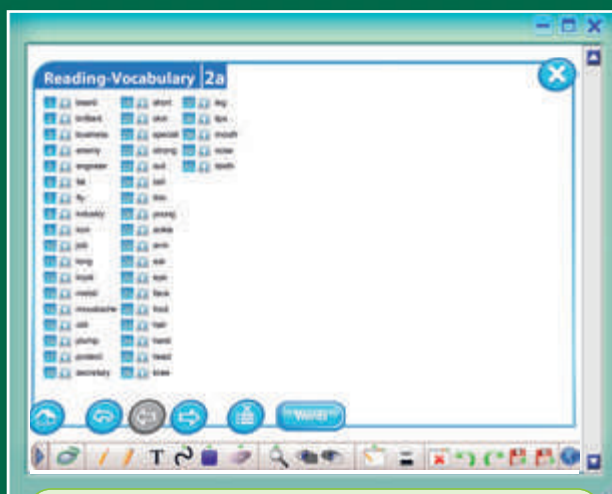 Reading-Vocabulary 2a
beard
brilliant
business
enemy
engineer
fat
fly
industry
iron
job
long
metal
moustache
old
plump
protect
secretary
short
skin
special
strong
suit
tall
thin
young
ankle
arm
ear
eye
face
foot
hair
hand
head
knee
leg
lips
mouth
nose
teeth
Words
T